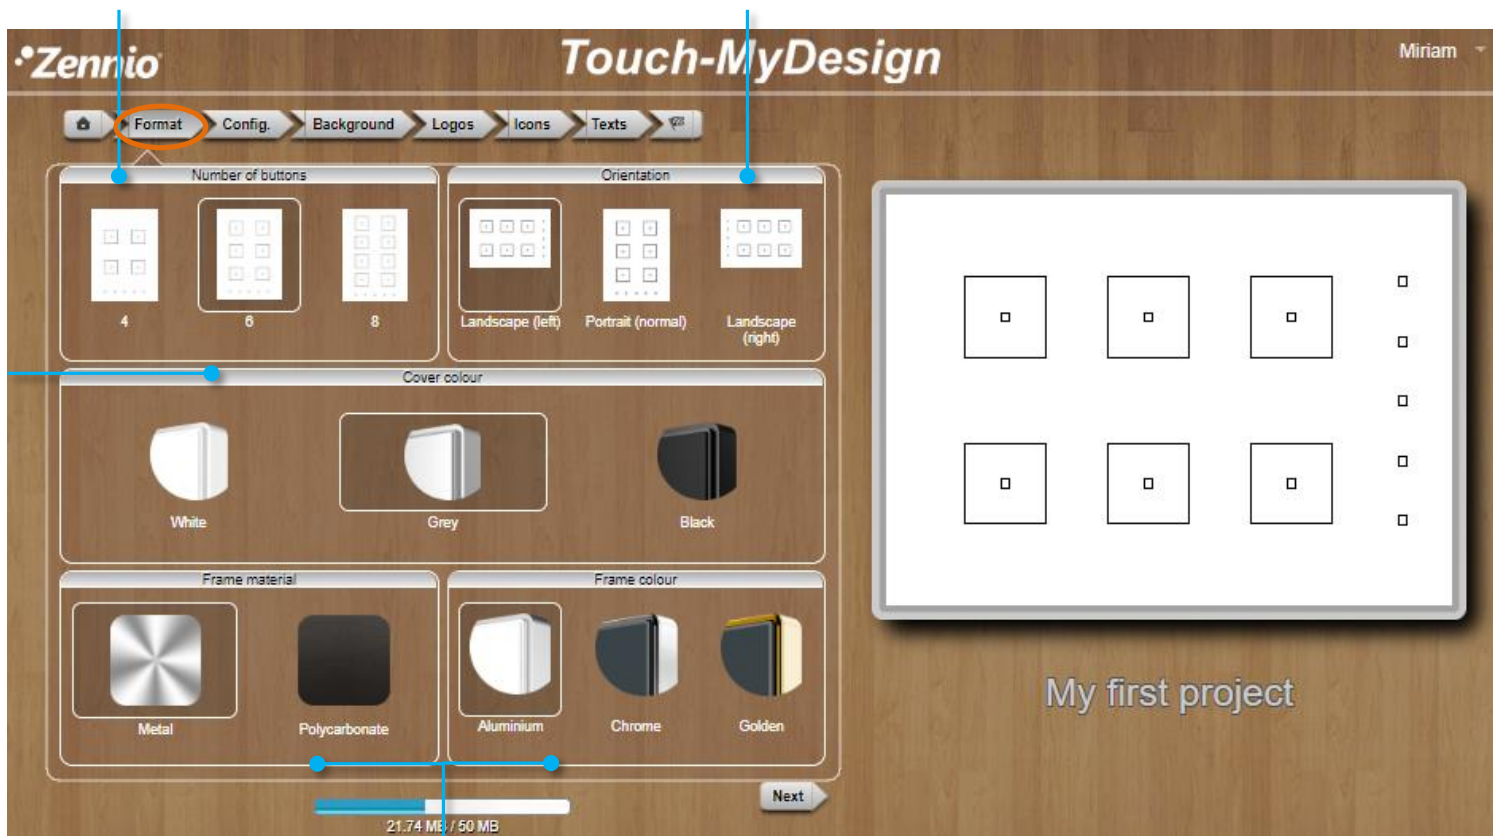 Zennio
Touch-MyDesign
Miriam
Format
Config.
Background
Logos
Icons
Texts
Number of buttons
4
6
8
Orientation
Landscape (left)
Portrait (normal)
Landscape
(right)
Cover colour
White
Grey
Black
Frame material
Metal
Polycarbonate
Frame colour
Aluminium
Chrome
Golden
My first project
Next
21.74 MB / 50 MB